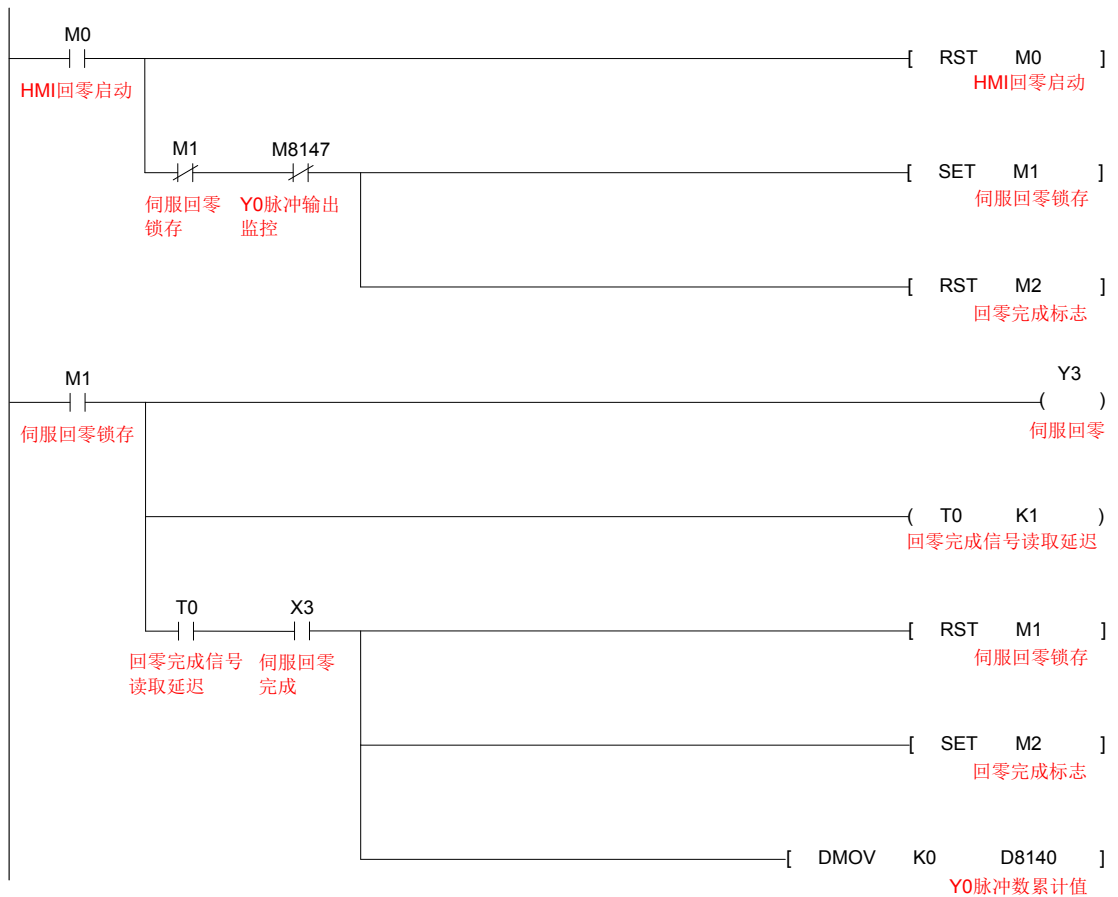 M0
[ RST M0 ]
HMI回零启动
HMI回零启动
M1 M8147
[ SET M1 ]
伺服回零锁存
伺服回零 Y0脉冲输出
锁存 监控
[ RST M2 ]
回零完成标志
M1
Y3
( )
伺服回零锁存
伺服回零
( T0 K1 )
回零完成信号读取延迟
T0 X3
[ RST M1 ]
伺服回零锁存
回零完成信号 伺服回零
读取延迟 完成
[ SET M2 ]
回零完成标志
[ DMOV K0 D8140 ]
Y0脉冲数累计值